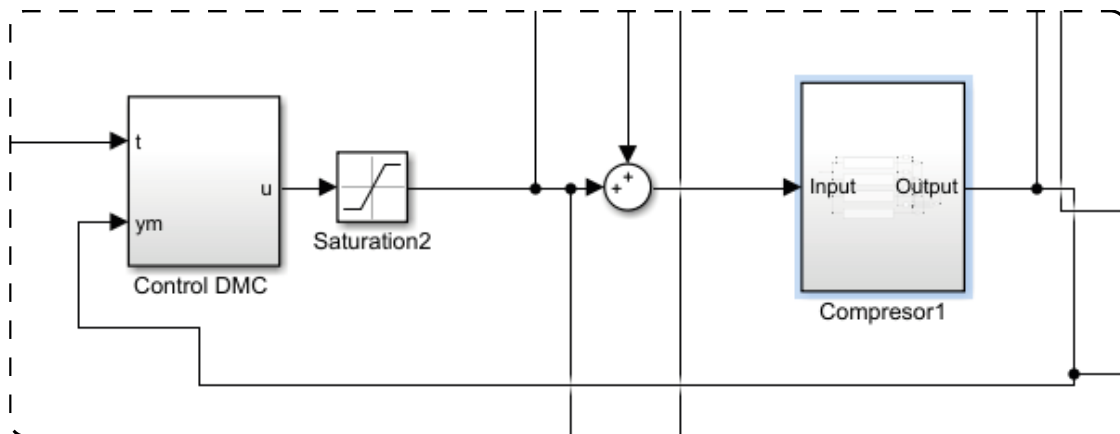 t
u
ym
Control DMC
Saturation2
+
+
Input Output
Compresor1